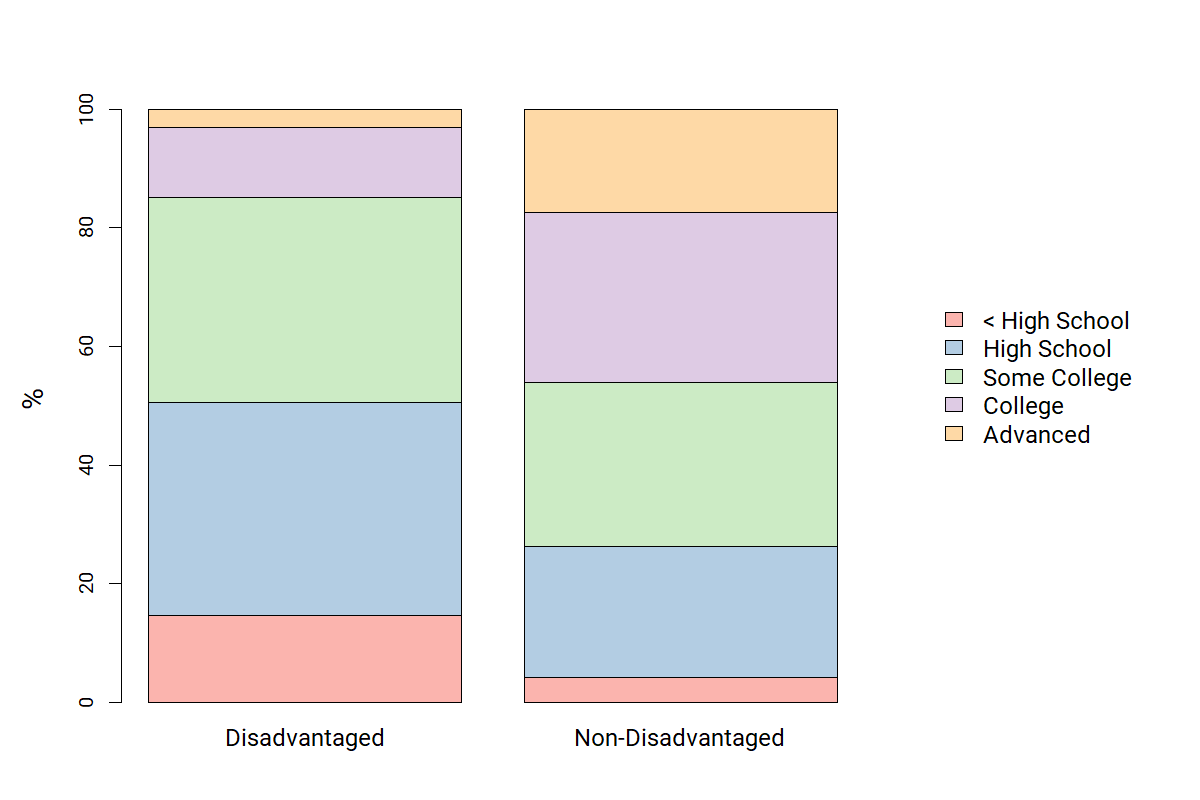 %
100
80
60
40
20
0
Disadvantaged
Non-Disadvantaged
< High School
High School
Some College
College
Advanced